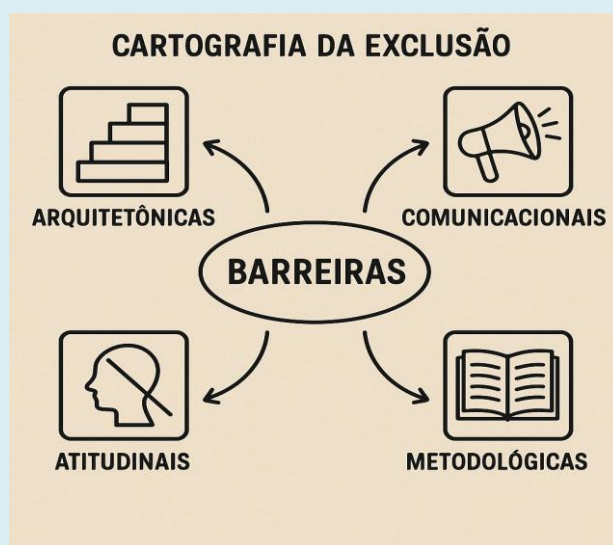 CARTOGRAFIA DA EXCLUSÃO
ARQUITETÔNICAS
COMUNICACIONAIS
BARREIRAS
ATITUDINAIS
METODOLÓGICAS